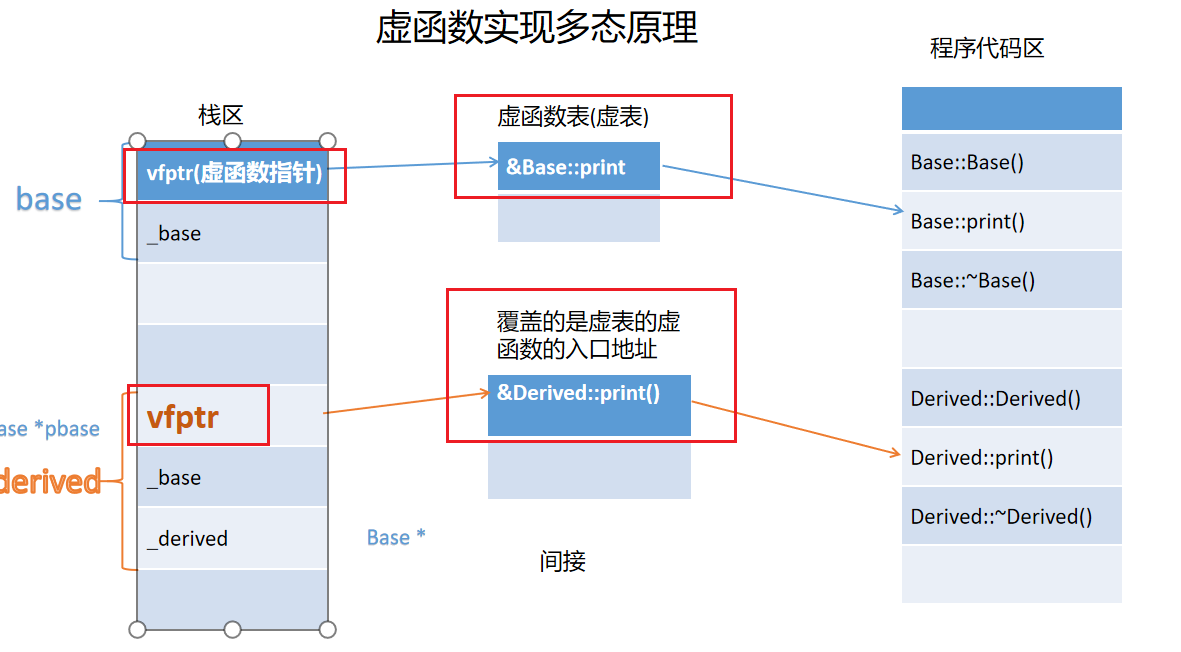 虚函数实现多态原理
程序代码区
栈区
虚函数表(虚表)
vfptr(虚函数指针)
&Base::print
Base::Base()
base
_base
Base::print()
Base::~Base()
覆盖的是虚表的虚
函数的入口地址
vfptr
&Derived::print()
Derived::Derived()
ase *pbase
_base
Derived::print()
derived
_derived
Base *
Derived::~Derived()
间接